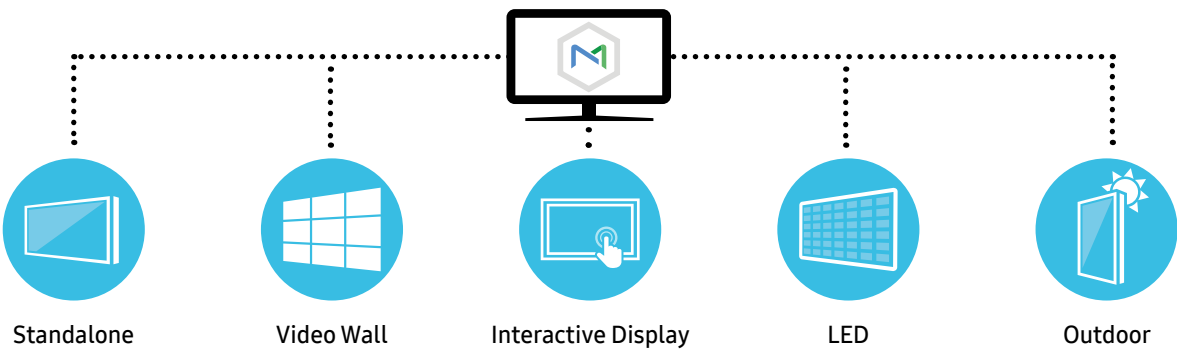 Standalone
Video Wall
Interactive Display
LED
Outdoor